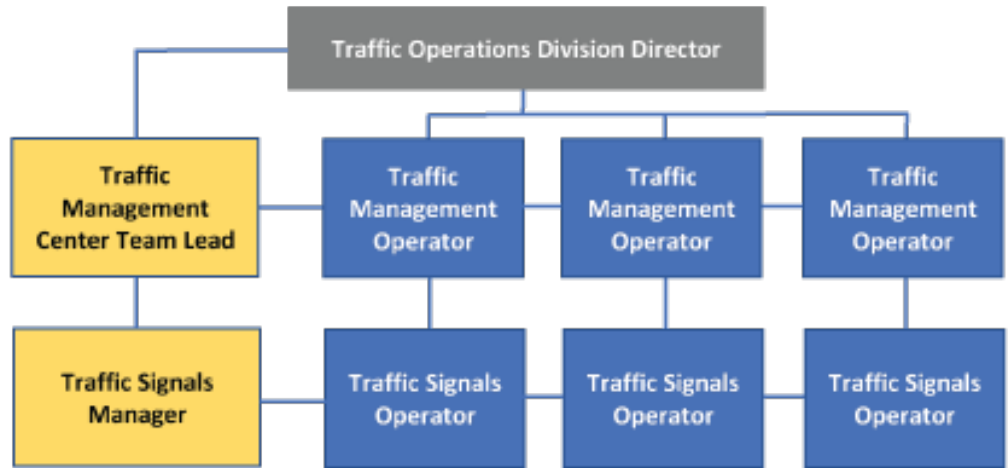 Traffic Operations Division Director
Traffic
Management
Center Team Lead
Traffic
Management
Operator
Traffic
Management
Operator
Traffic
Management
Operator
Traffic Signals
Manager
Traffic Signals
Operator
Traffic Signals
Operator
Traffic Signals
Operator